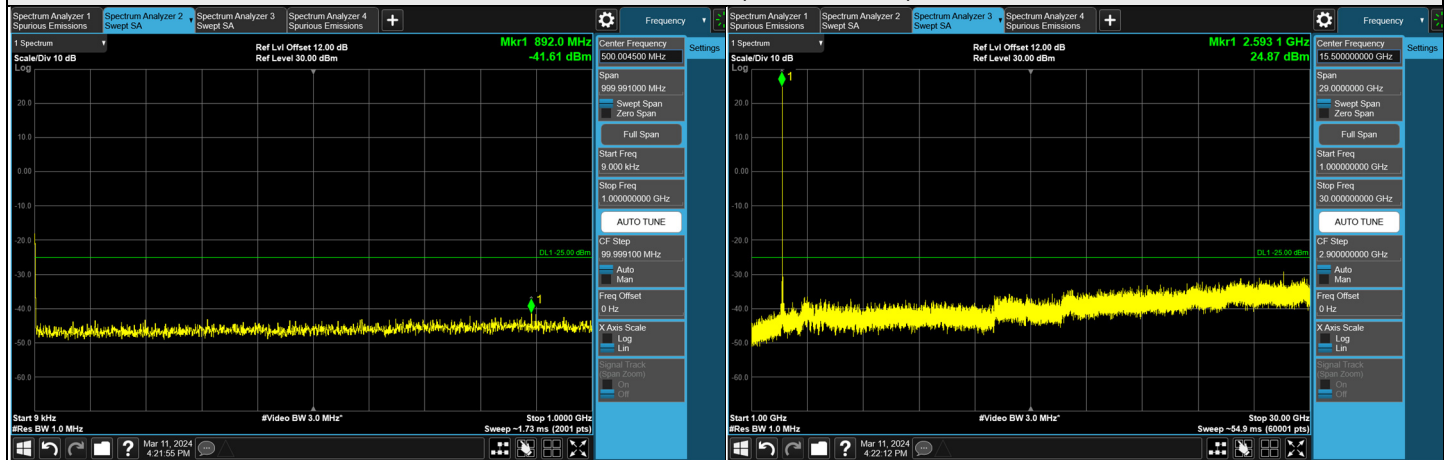 Spectrum Analyzer 1
Spurious Emissions
Spectrum Analyzer 2
Swept SA
Spectrum Analyzer 3
Swept SA
Spectrum Analyzer 4
Spurious Emissions
Frequency
1 Spectrum
Scale/Div 10 dB
Log
Ref Lvl Offset 12.00 dB
Ref Level 30.00 dBm
Mkr1 892.0 MHz
-41.61 dBm
1
20.0
10.0
0.00
-10.0
-20.0
DL1 -25.00 dBm
-30.0
-40.0
-50.0
-60.0
Start 9 kHz
#Res BW 1.0 MHz
#Video BW 3.0 MHz*
Stop 1.0000 GHz
Sweep ~1.73 ms (2001 pts)
Center Frequency
500.004500 MHz
Settings
Span
999.991000 MHz
Swept Span
Zero Span
Full Span
Start Freq
9.000 kHz
Stop Freq
1.000000000 GHz
AUTO TUNE
CF Step
99.999100 MHz
Auto
Man
Freq Offset
0 Hz
X Axis Scale
Log
Lin
Signal Track
(Span Zoom)
On
Off
Mar 11, 2024
4:21:55 PM
Spectrum Analyzer 1
Spurious Emissions
Spectrum Analyzer 2
Swept SA
Spectrum Analyzer 3
Swept SA
Spectrum Analyzer 4
Spurious Emissions
Frequency
1 Spectrum
Scale/Div 10 dB
Log
Ref Lvl Offset 12.00 dB
Ref Level 30.00 dBm
Mkr1 2.593 1 GHz
24.87 dBm
1
20.0
10.0
0.00
-10.0
-20.0
DL1 -25.00 dBm
-30.0
-40.0
-50.0
-60.0
Start 1.00 GHz
#Res BW 1.0 MHz
#Video BW 3.0 MHz*
Stop 30.00 GHz
Sweep ~54.9 ms (60001 pts)
Center Frequency
15.500000000 GHz
Settings
Span
29.0000000 GHz
Swept Span
Zero Span
Full Span
Start Freq
1.000000000 GHz
Stop Freq
30.000000000 GHz
AUTO TUNE
CF Step
2.900000000 GHz
Auto
Man
Freq Offset
0 Hz
X Axis Scale
Log
Lin
Signal Track
(Span Zoom)
On
Off
Mar 11, 2024
4:22:12 PM